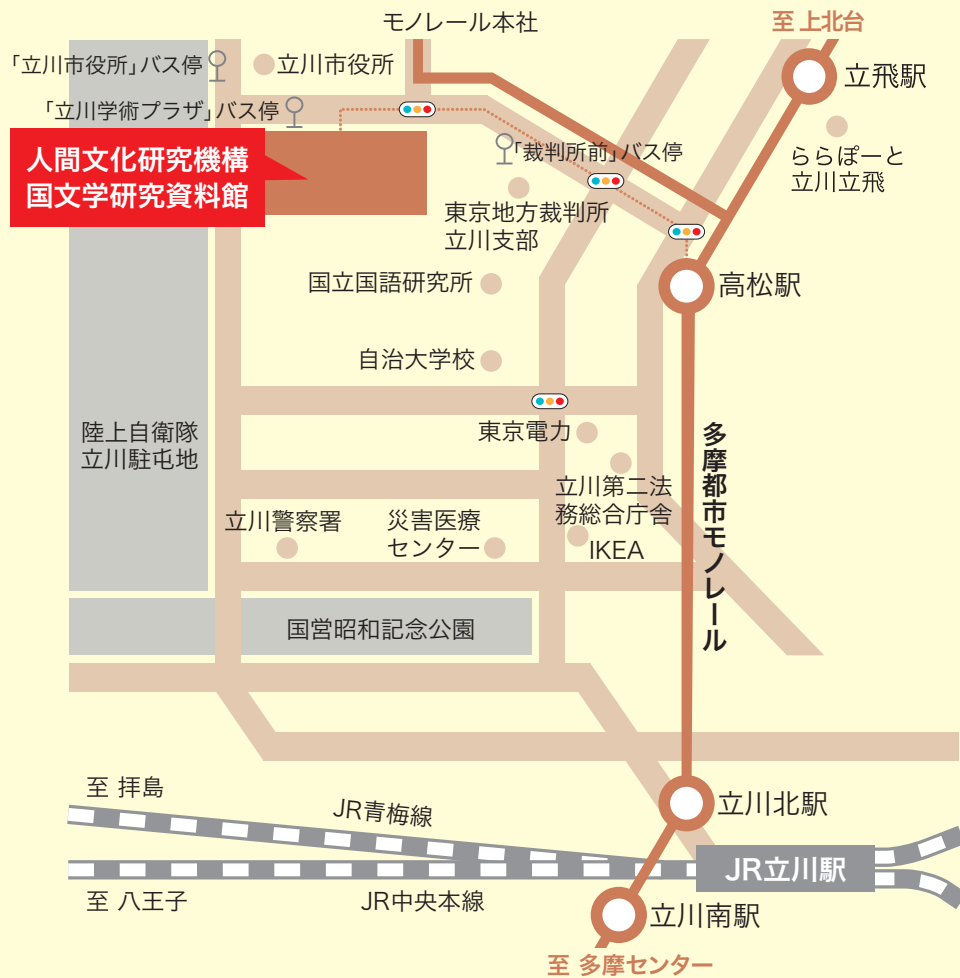 モノレール本社
至 上北台
「立川市役所」バス停
立川市役所
立飛駅
「立川学術プラザ」バス停
人間文化研究機構
国文学研究資料館
「裁判所前」バス停
ららぽーと
立川立飛
東京地方裁判所
立川支部
国立国語研究所
高松駅
自治大学校
陸上自衛隊
立川駐屯地
東京電力
多摩都市モノレール
立川第二法
務総合庁舎
立川警察署
災害医療
センター
IKEA
国営昭和記念公園
至 拝島
JR青梅線
立川北駅
JR立川駅
至 八王子
JR中央本線
立川南駅
至 多摩センター